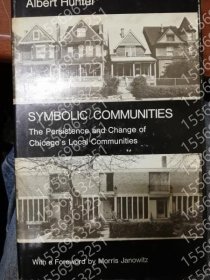 Albert Hunter
SYMBOLIC COMMUNITIES
The Persistence and Change of
Chicago's Local Communities
With a Foreword by Morris Janowitz